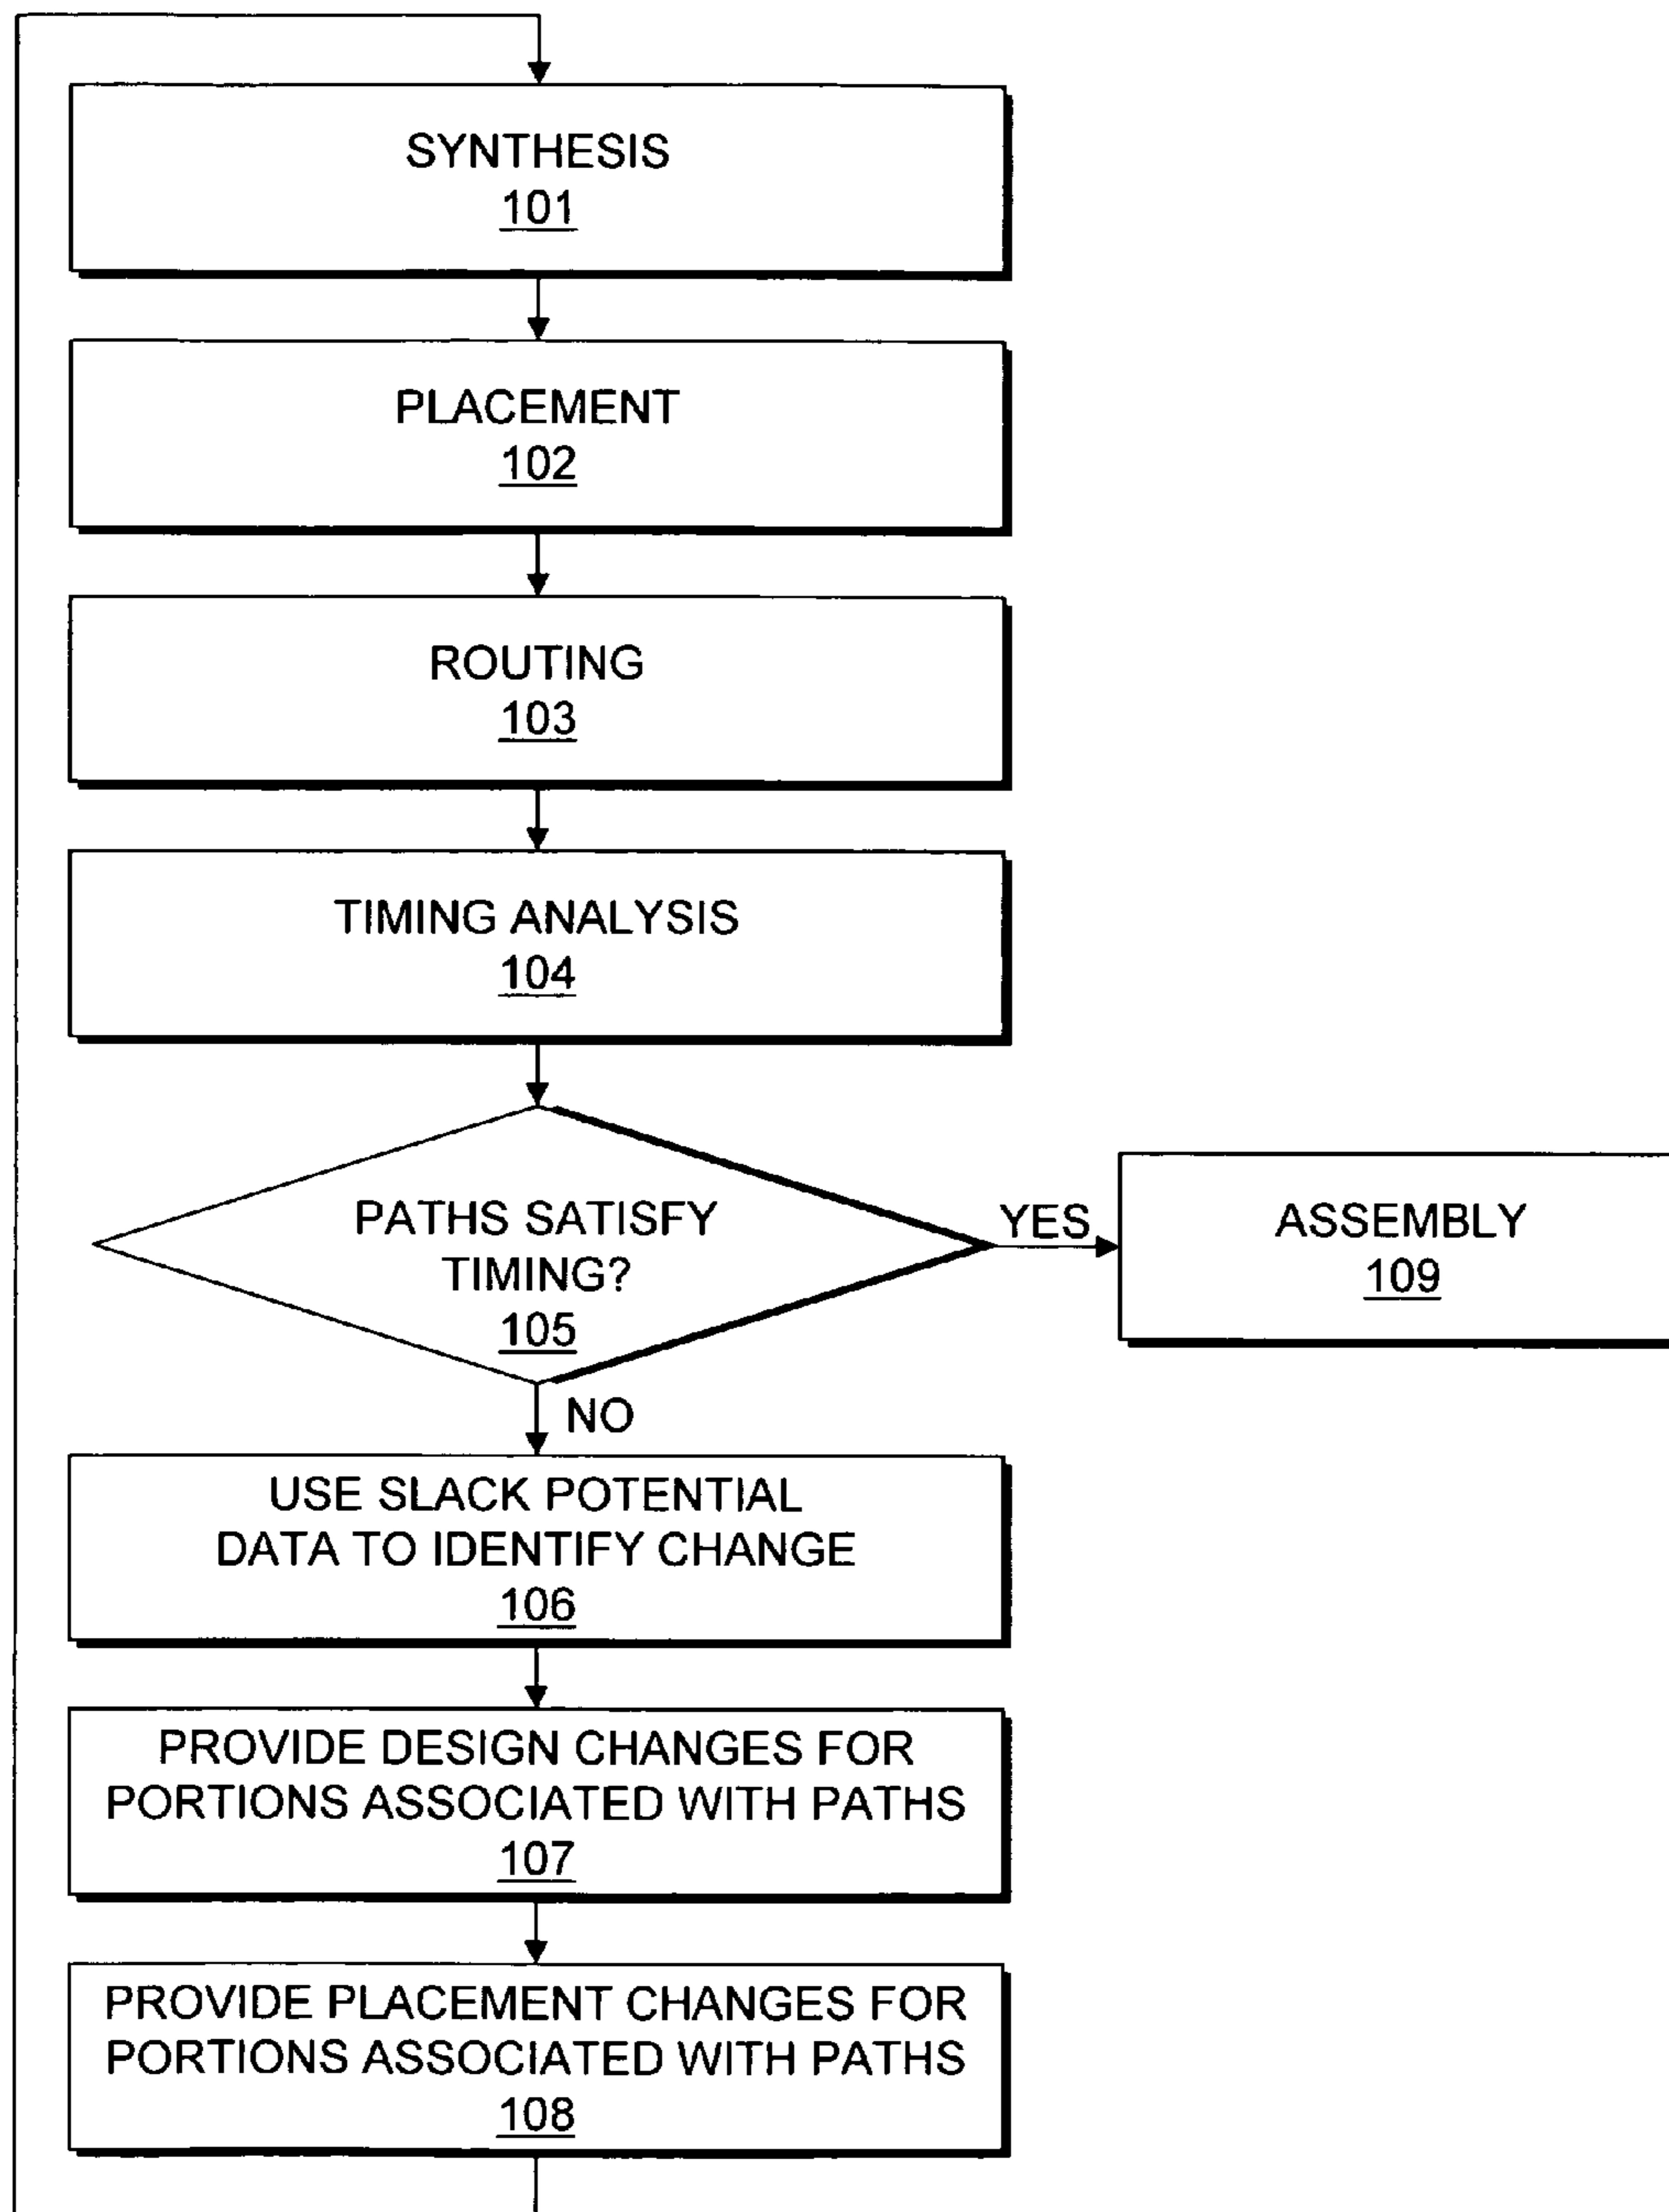 SYNTHESIS
101
PLACEMENT
102
ROUTING
103
TIMING ANALYSIS
104
PATHS SATISFY
TIMING?
105
YES
ASSEMBLY
109
NO
USE SLACK POTENTIAL
DATA TO IDENTIFY CHANGE
106
PROVIDE DESIGN CHANGES FOR
PORTIONS ASSOCIATED WITH PATHS
107
PROVIDE PLACEMENT CHANGES FOR
PORTIONS ASSOCIATED WITH PATHS
108